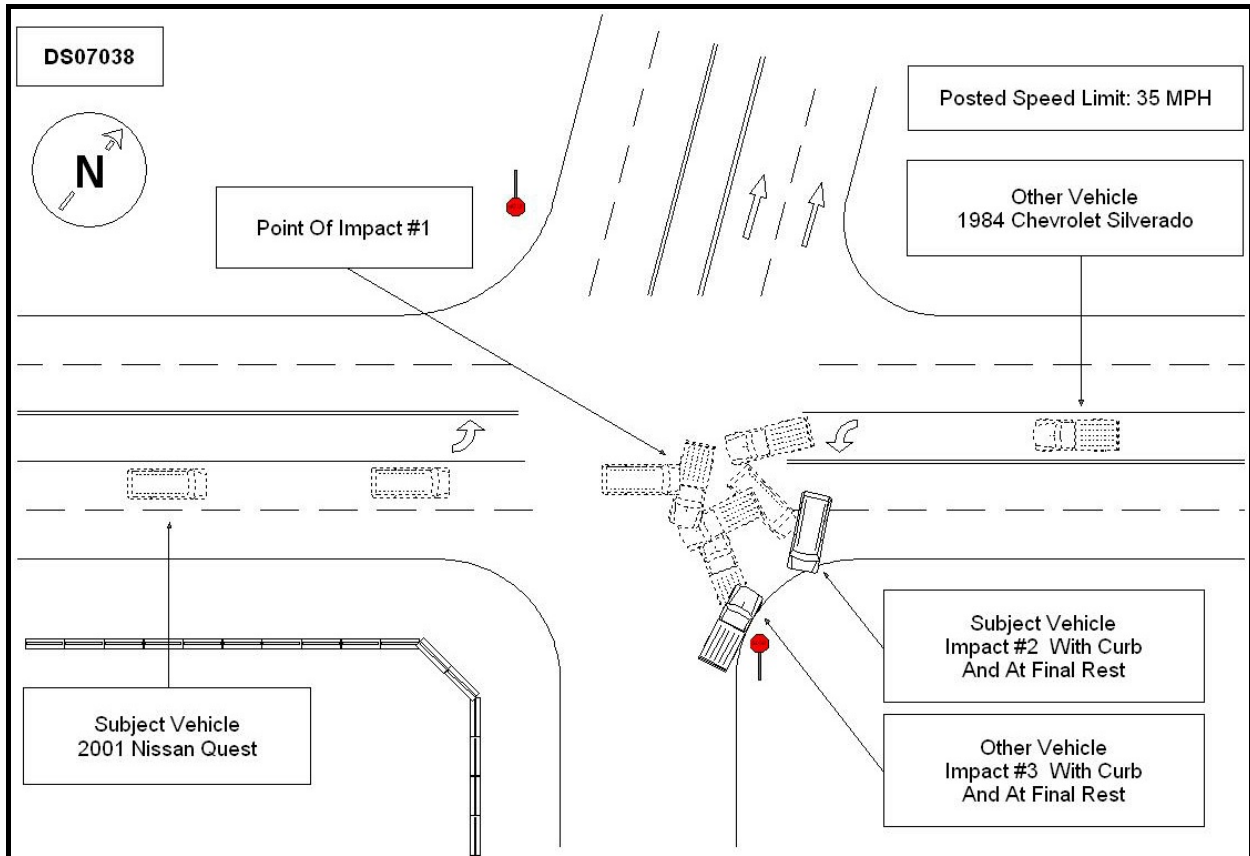 DS07038
N
Posted Speed Limit: 35 MPH
Other Vehicle
1984 Chevrolet Silverado
Point Of Impact #1
Subject Vehicle
2001 Nissan Quest
Subject Vehicle
Impact #2 With Curb
And At Final Rest
Other Vehicle
Impact #3 With Curb
And At Final Rest